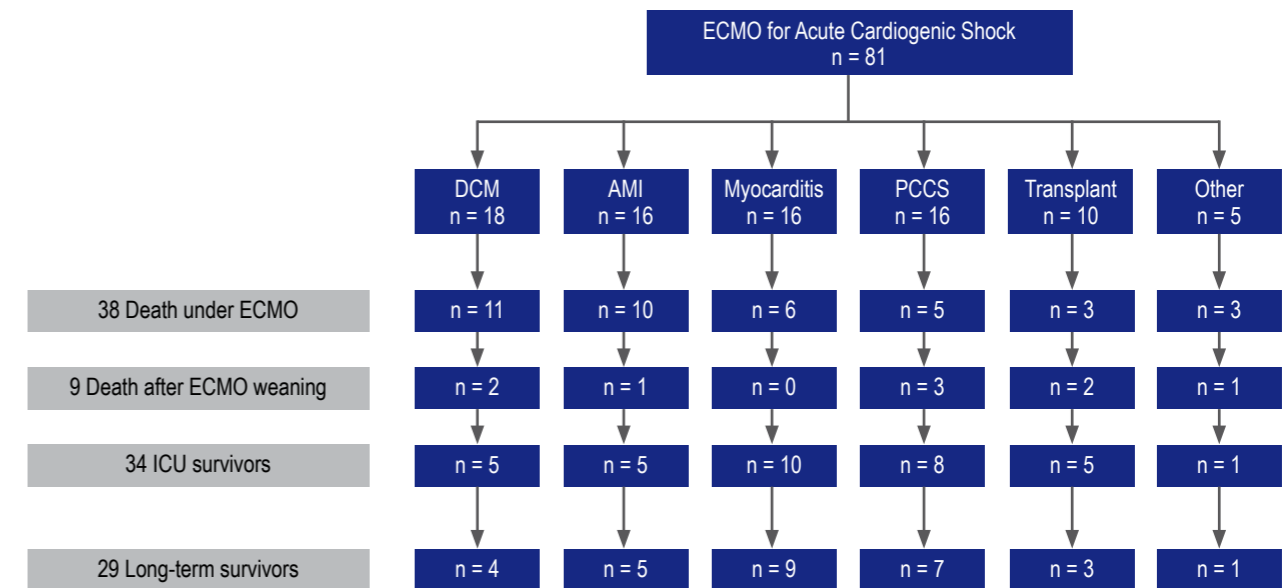 ECMO for Acute Cardiogenic Shock
n = 81
DCM
n = 18
AMI
n = 16
Myocarditis
n = 16
PCCS
n = 16
Transplant
n = 10
Other
n = 5
38 Death under ECMO
n = 11
n = 10
n = 6
n = 5
n = 3
n = 3
9 Death after ECMO weaning
n = 2
n = 1
n = 0
n = 3
n = 2
n = 1
34 ICU survivors
n = 5
n = 5
n = 10
n = 8
n = 5
n = 1
29 Long-term survivors
n = 4
n = 5
n = 9
n = 7
n = 3
n = 1